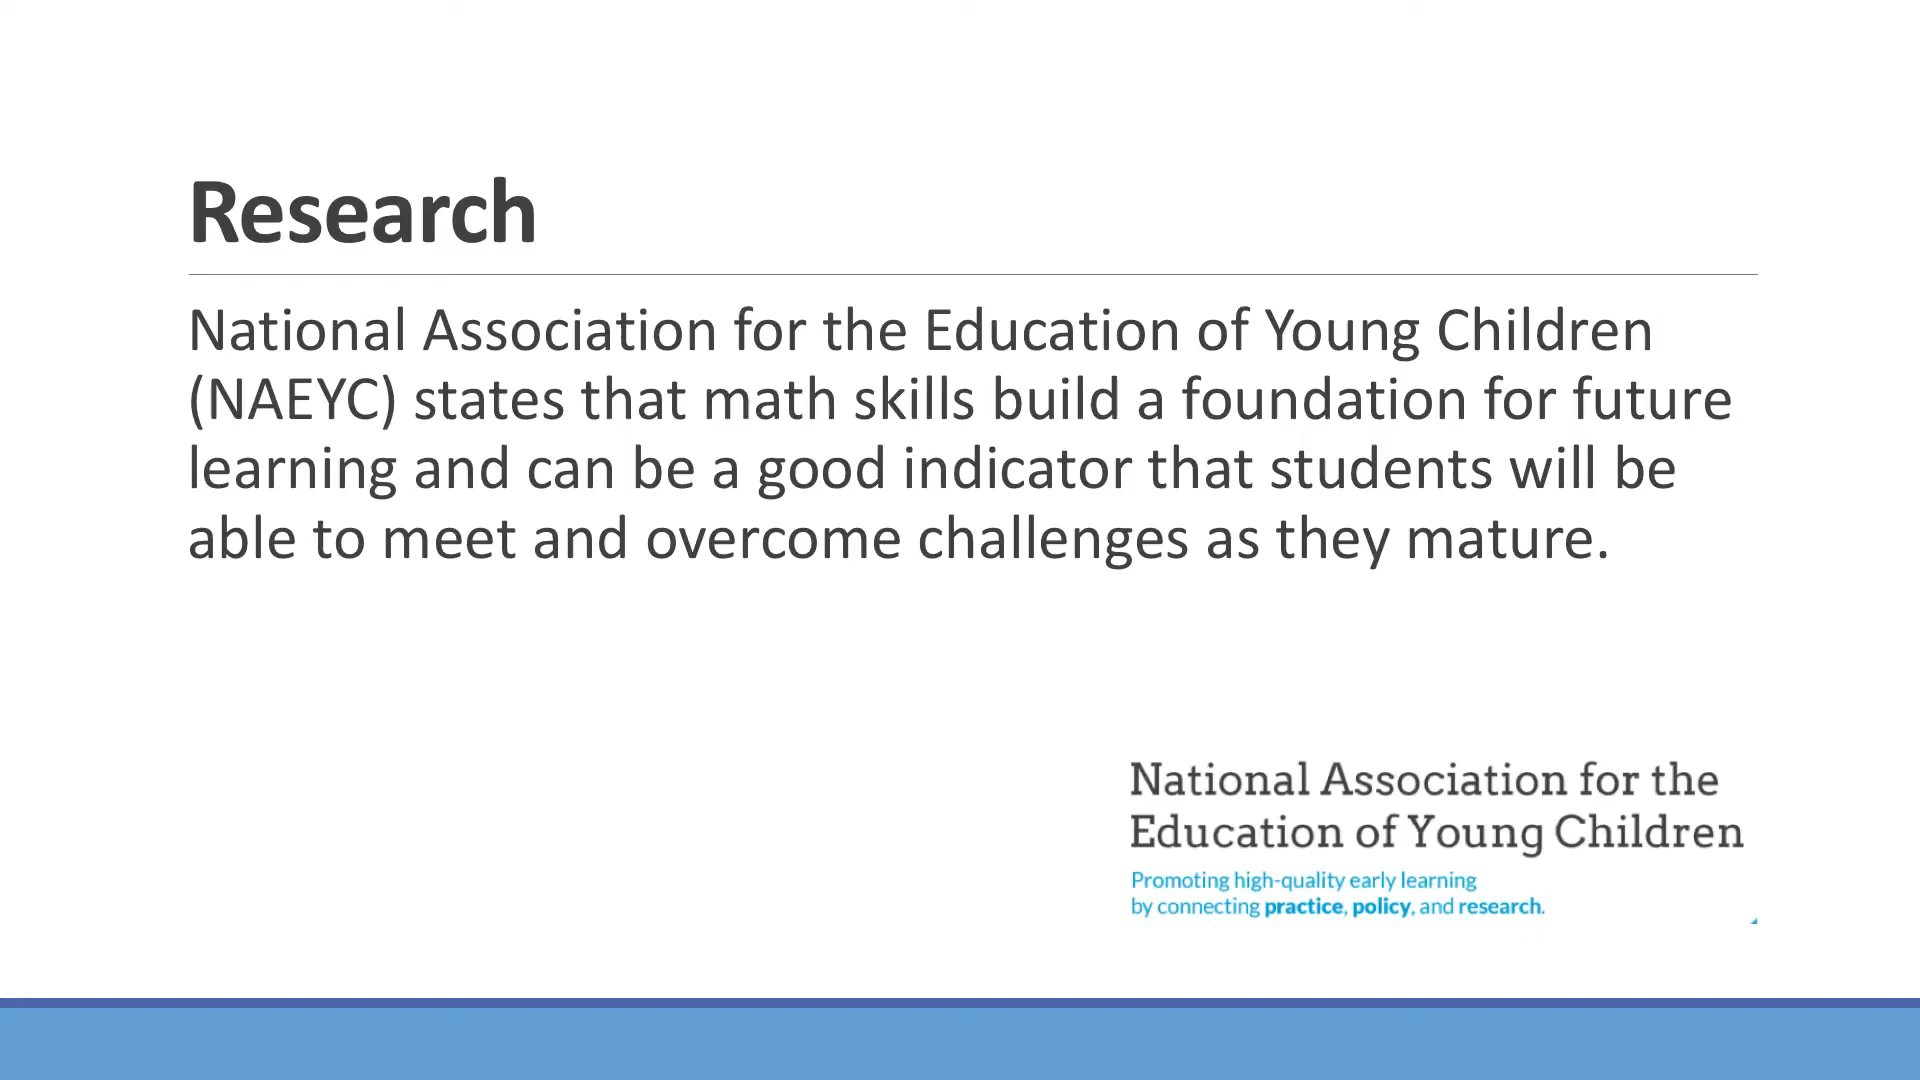 Research
National Association for the Education of Young Children
(NAEYC) states that math skills build a foundation for future
learning and can be a good indicator that students will be
able to meet and overcome challenges as they mature.
National Association for the
Education of Young Children
Promoting high-quality early learning
by connecting practice, policy, and research.